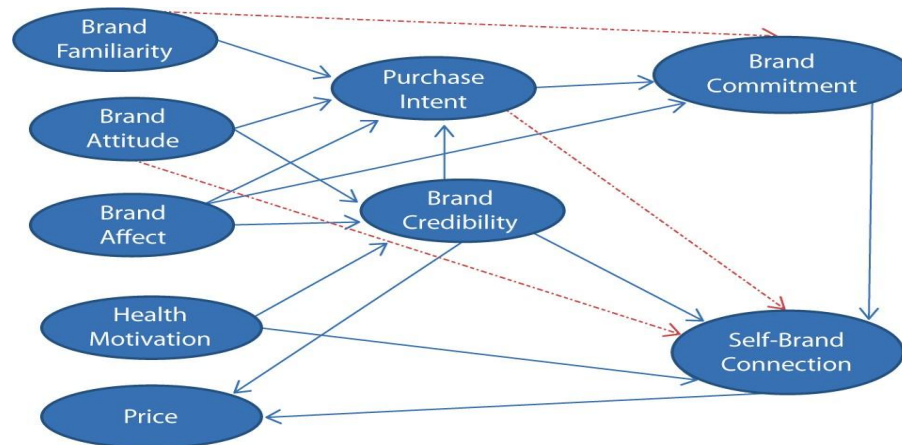 Brand
Familiarity
Purchase
Intent
Brand
Commitment
Brand
Attitude
Brand
Affect
Brand
Credibility
Health
Motivation
Self-Brand
Connection
Price